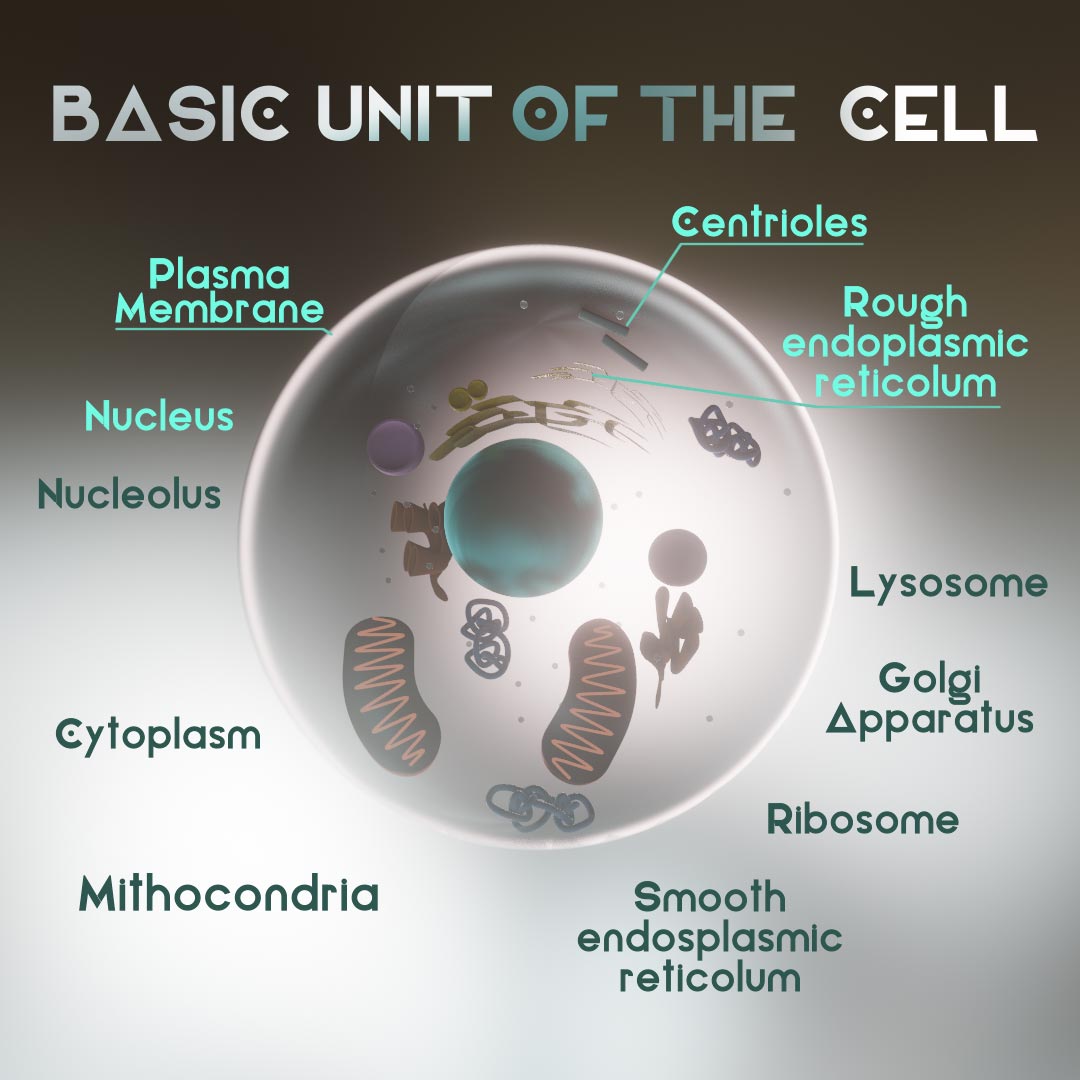 BASIC UNIT OF THE CELL
Centrioles
Plasma
Membrane
Rough
endoplasmic
reticolum
Nucleus
Nucleolus
Lysosome
Golgi
Apparatus
Cytoplasm
Ribosome
Mithocondria
Smooth
endosplasmic
reticolum